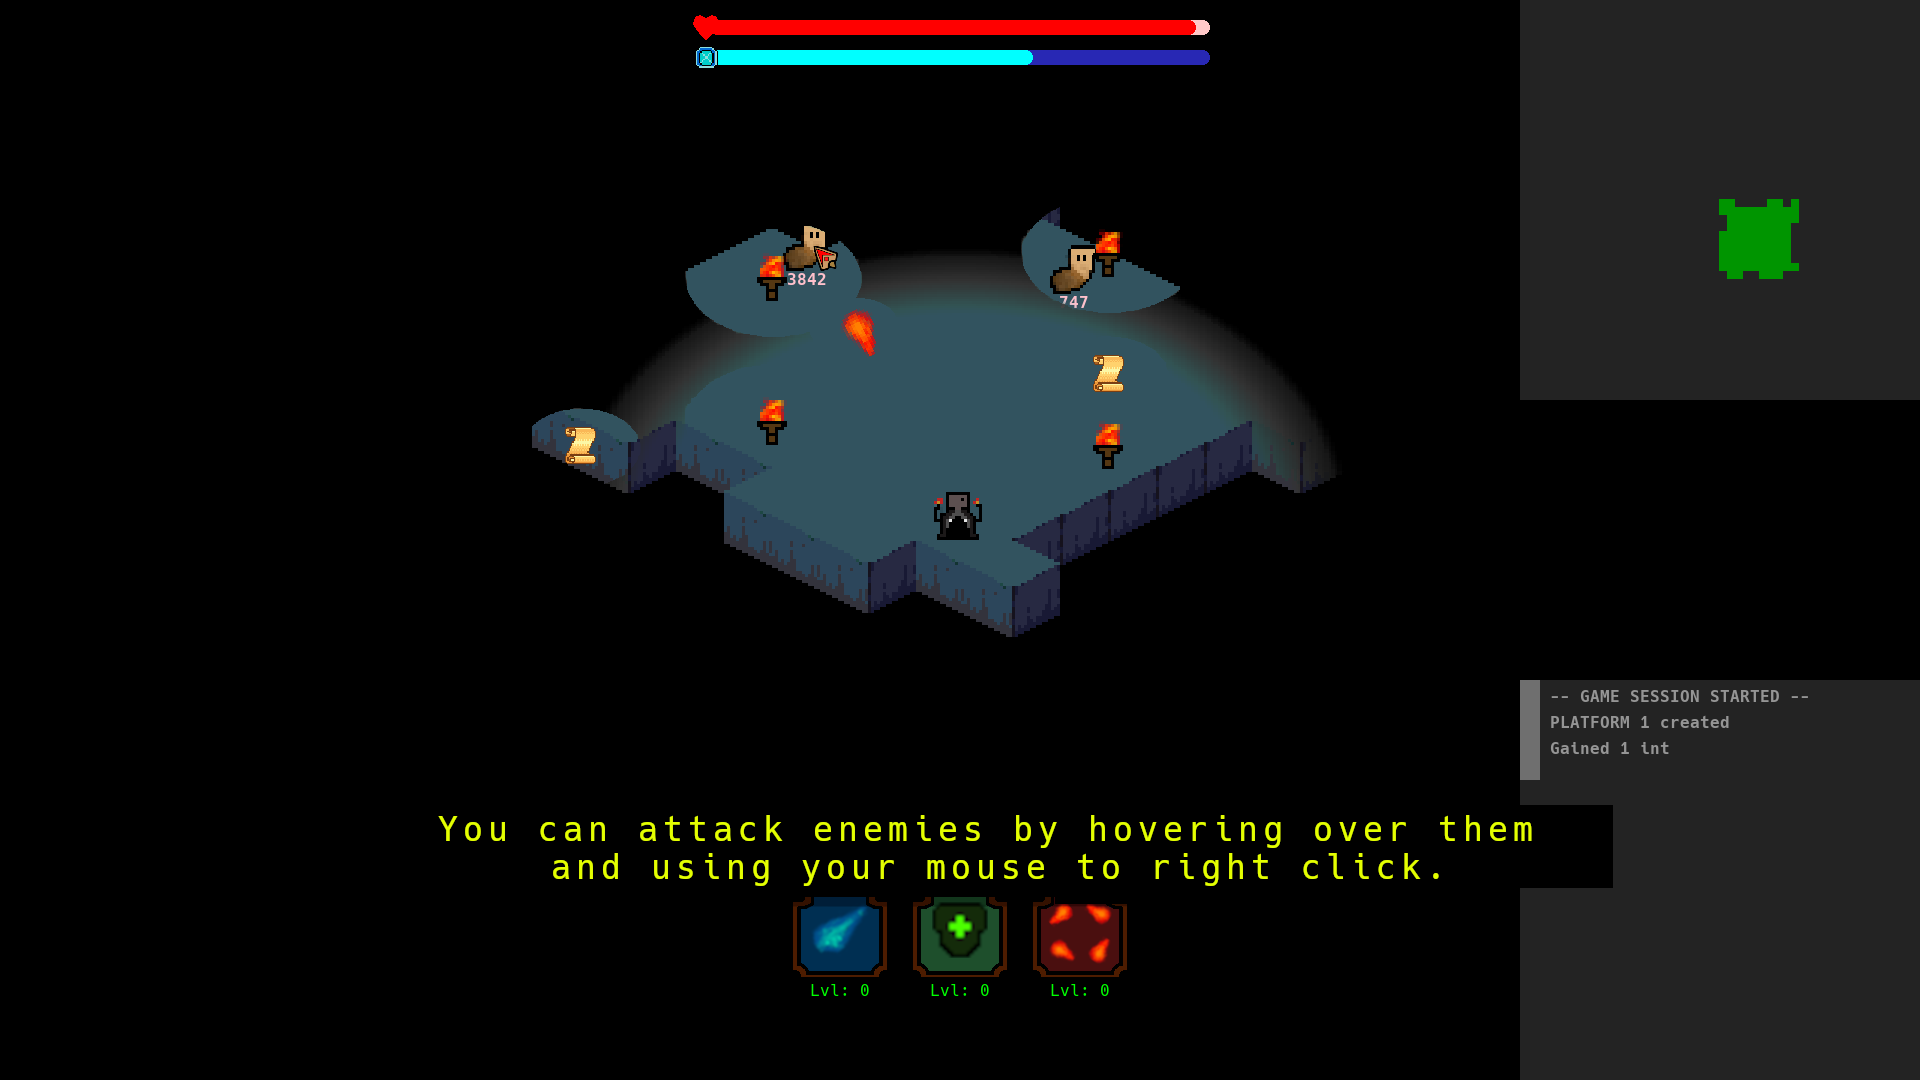 3842
747
-- GAME SESSION STARTED --
PLATFORM 1 created
Gained 1 int
You can attack enemies by hovering over them
and using your mouse to right click.
Lvl: 0
Lvl: 0
Lvl: 0